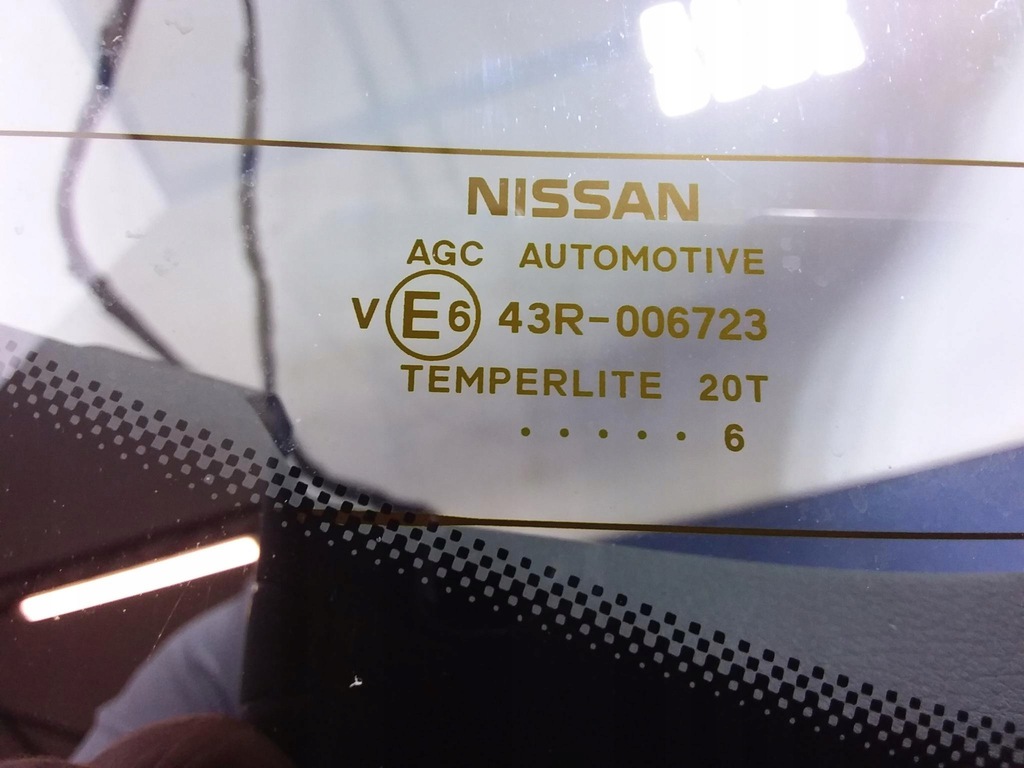 NISSAN
AGC AUTOMOTIVE
V E6 43R-006723
TEMPERLITE 20T
. . . . . 6